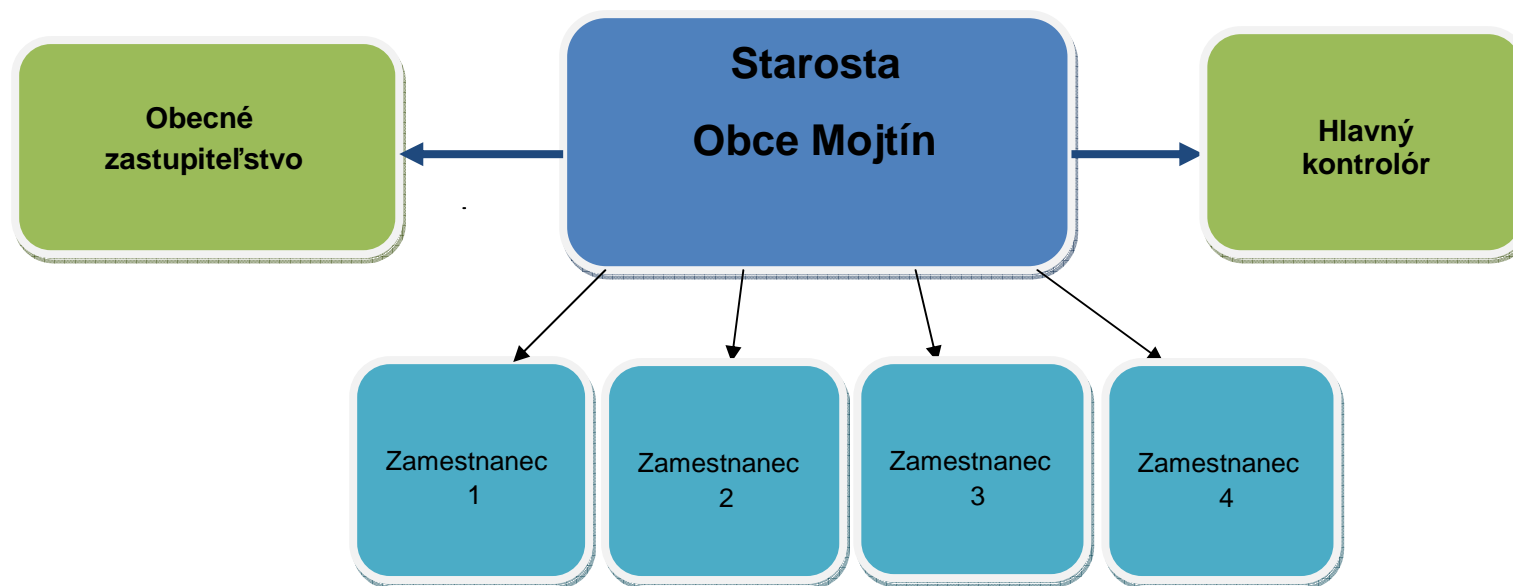 Starosta
Obce Mojtín
Obecné
zastupiteľstvo
Hlavný
kontrolór
-
Zamestnanec
1
Zamestnanec
2
Zamestnanec
3
Zamestnanec
4